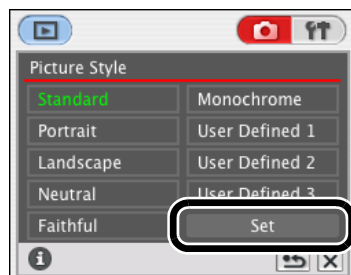 Picture Style
Standard Monochrome
Portrait User Defined 1
Landscape User Defined 2
Neutral User Defined 3
Faithful Set